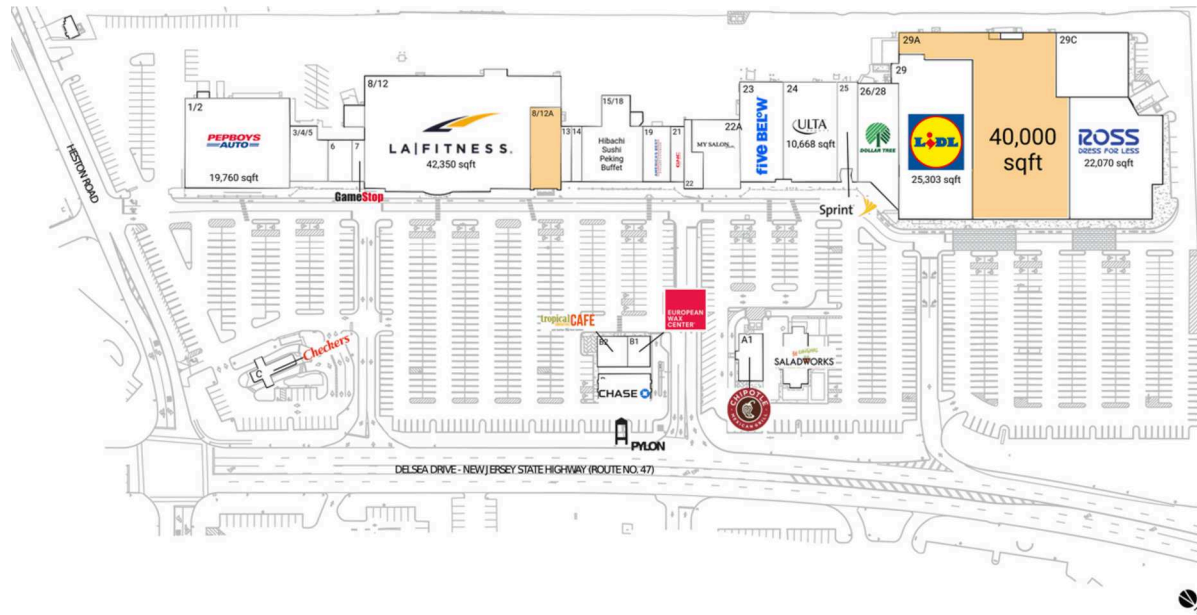 29A
29C
8/12
29
1/2
23
24
25
26/28
15/18
8/12A
3/4/5
6
7
13
14
19
21
22A
22
PEPBOYS
AUTO
19,760 sqft
GameStop
LA|FITNESS.
42,350 sqft
Hibachi
Sushi
Peking
Buffet
GNC
MY SALON
five BELOW
ULTA
10,668 sqft
DOLLAR TREE
Sprint
LIDL
25,303 sqft
40,000
sqft
ROSS
DRESS FOR LESS
22,070 sqft
HESTON ROAD
tropical CAFE
EUROPEAN
WAX
CENTER
B2
B1
A1
C
Checkers
CHASE
SALADWORKS
CHIPOTLE
MEXICAN GRILL
PYLON
DELSEA DRIVE - NEW JERSEY STATE HIGHWAY (ROUTE NO. 47)